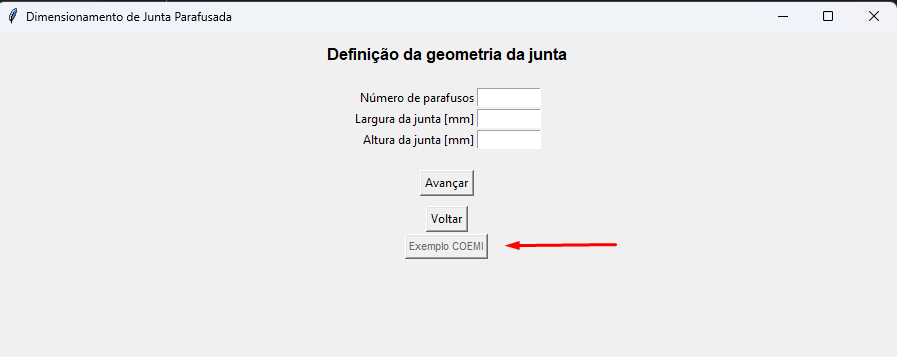 Dimensionamento de Junta Parafusada
Definição da geometria da junta
Número de parafusos
Largura da junta [mm]
Altura da junta [mm]
Avançar
Voltar
Exemplo COEMI